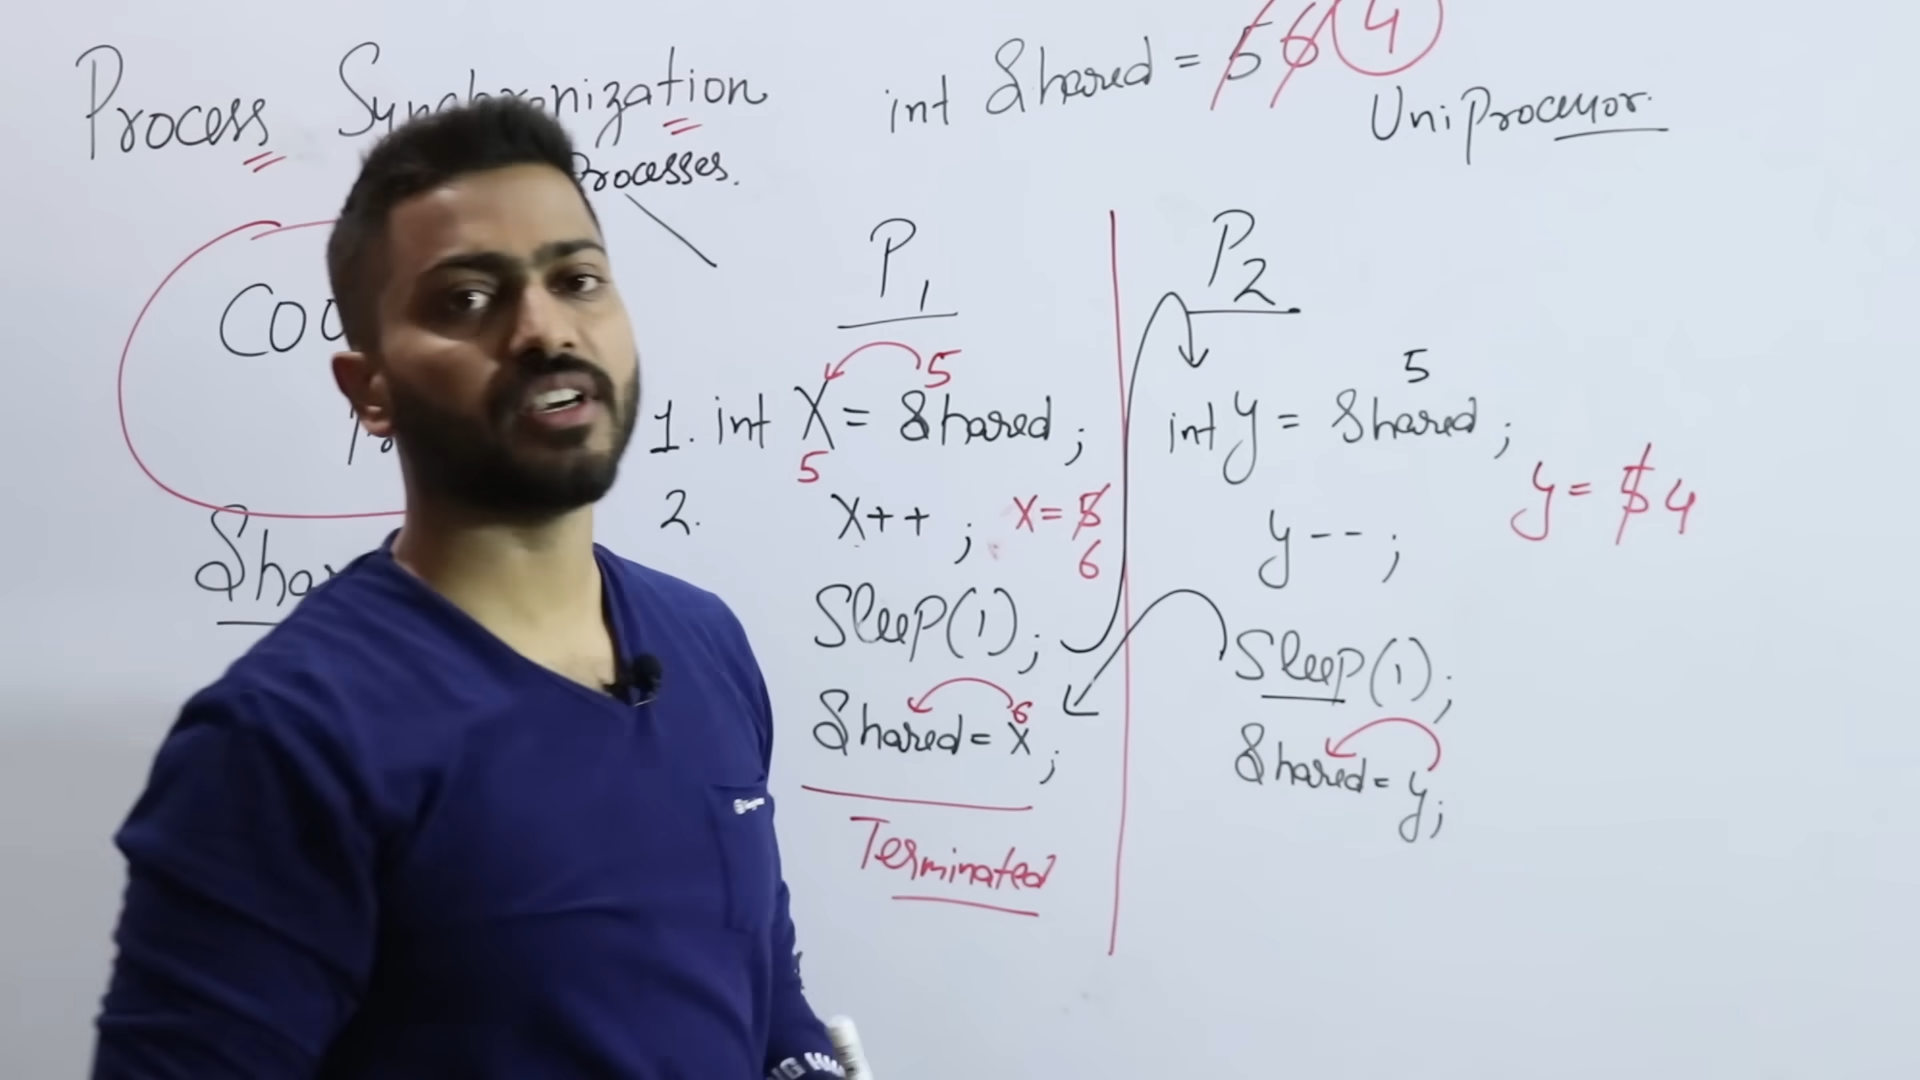 Process Synchronization
int Shared = 5 6 4
UniProcessor.
Processes.
P1
P2
5
5
1. int X = Shared ;
int y = Shared ;
5
y = 5 4
2. X++ ; X = 5
6
y-- ;
Sleep(1) ;
Sleep(1) ;
6
Shared = X ;
Shared = y ;
Terminated